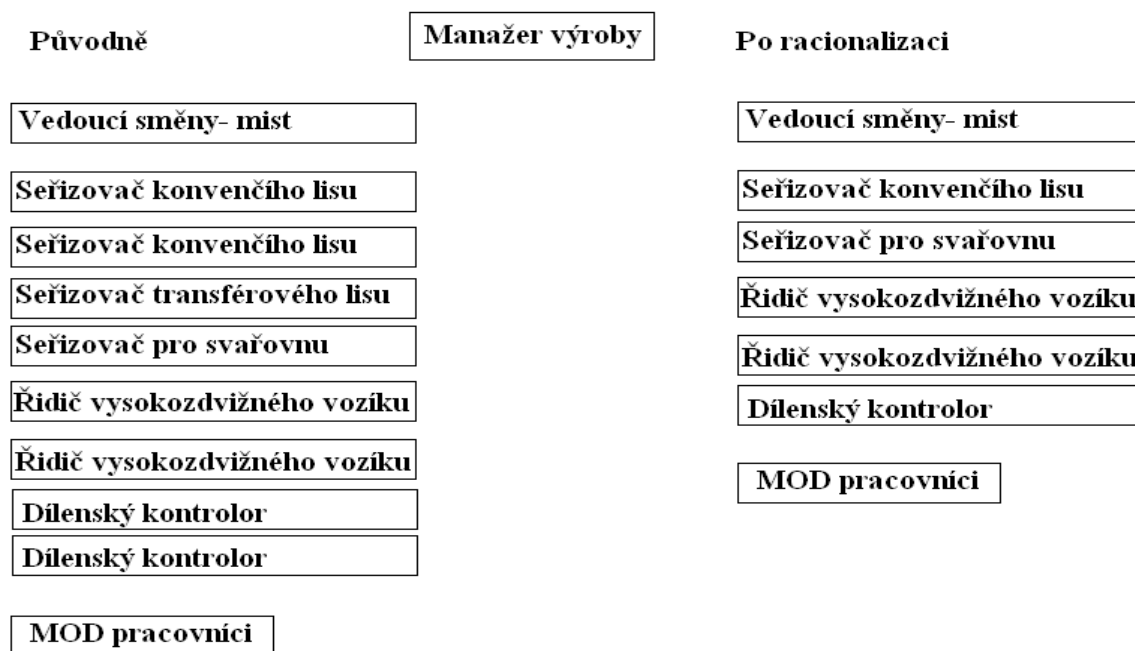 Původně
Manažer výroby
Po racionalizaci
Vedoucí směny- mist
Seřizovač konvenčího lisu
Seřizovač konvenčího lisu
Seřizovač transférového lisu
Seřizovač pro svařovnu
Řidič vysokozdvižného vozíku
Řidič vysokozdvižného vozíku
Dílenský kontrolor
Dílenský kontrolor
MOD pracovníci
Vedoucí směny- mist
Seřizovač konvenčího lisu
Seřizovač pro svařovnu
Řidič vysokozdvižného vozíku
Řidič vysokozdvižného vozíku
Dílenský kontrolor
MOD pracovníci